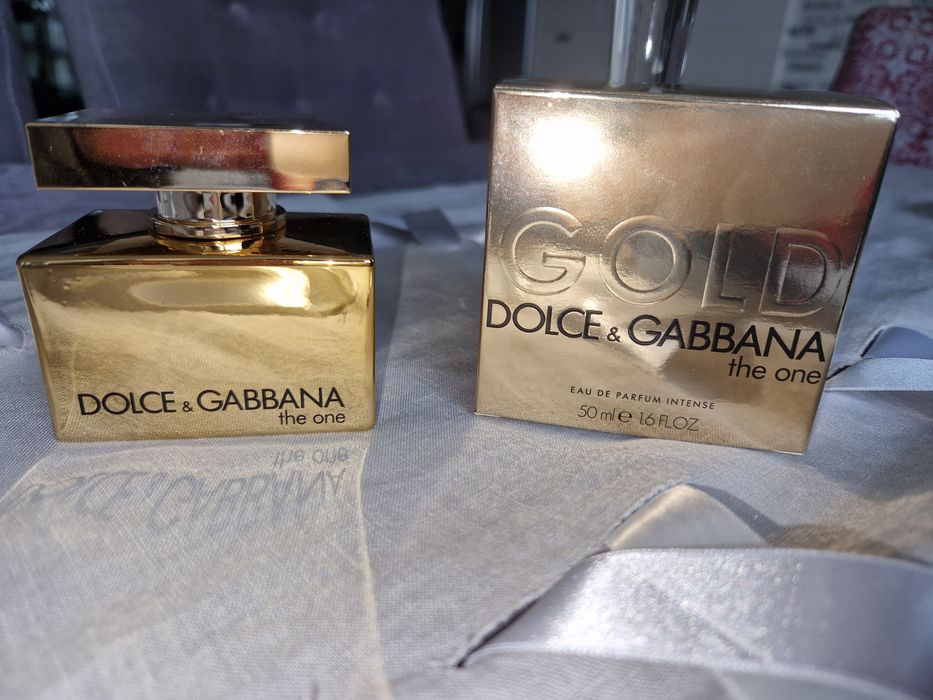 DOLCE & GABBANA
the one
GOLD
DOLCE & GABBANA
the one
EAU DE PARFUM INTENSE
50 ml e 1.6 FL.OZ.